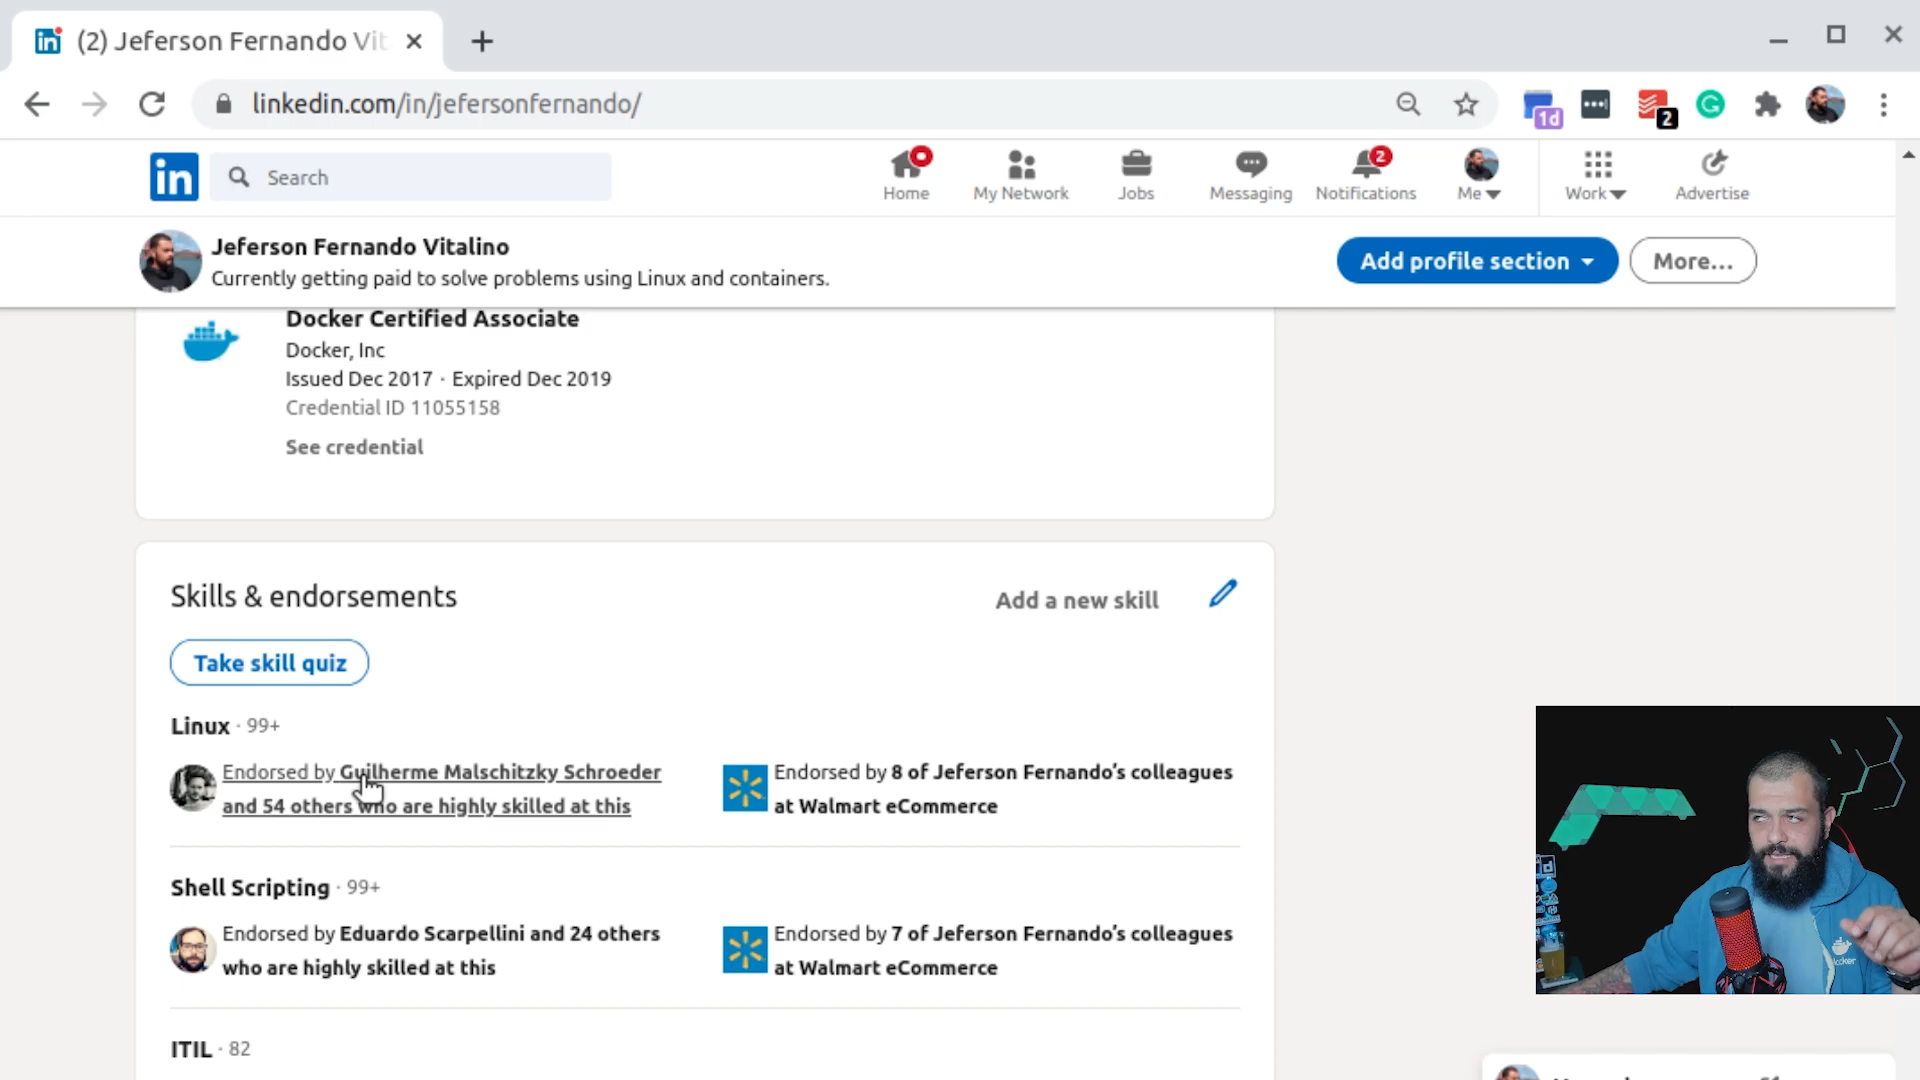 (2) Jeferson Fernando Vit
linkedin.com/in/jefersonfernando/
1d
2
in
Search
Home
My Network
Jobs
Messaging
2
Notifications
Me
Work
Advertise
Jeferson Fernando Vitalino
Currently getting paid to solve problems using Linux and containers.
Add profile section
More...
Docker Certified Associate
Docker, Inc
Issued Dec 2017 · Expired Dec 2019
Credential ID 11055158
See credential
Skills & endorsements
Add a new skill
Take skill quiz
Linux · 99+
Endorsed by Guilherme Malschitzky Schroeder
and 54 others who are highly skilled at this
Endorsed by 8 of Jeferson Fernando’s colleagues
at Walmart eCommerce
Shell Scripting · 99+
Endorsed by Eduardo Scarpellini and 24 others
who are highly skilled at this
Endorsed by 7 of Jeferson Fernando’s colleagues
at Walmart eCommerce
ITIL · 82
docker